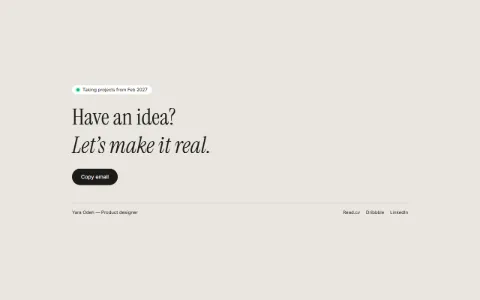 Taking projects from Feb 2027
Have an idea?
Let's make it real.
Copy email
Yara Odeh — Product designer
Read.cv Dribbble LinkedIn